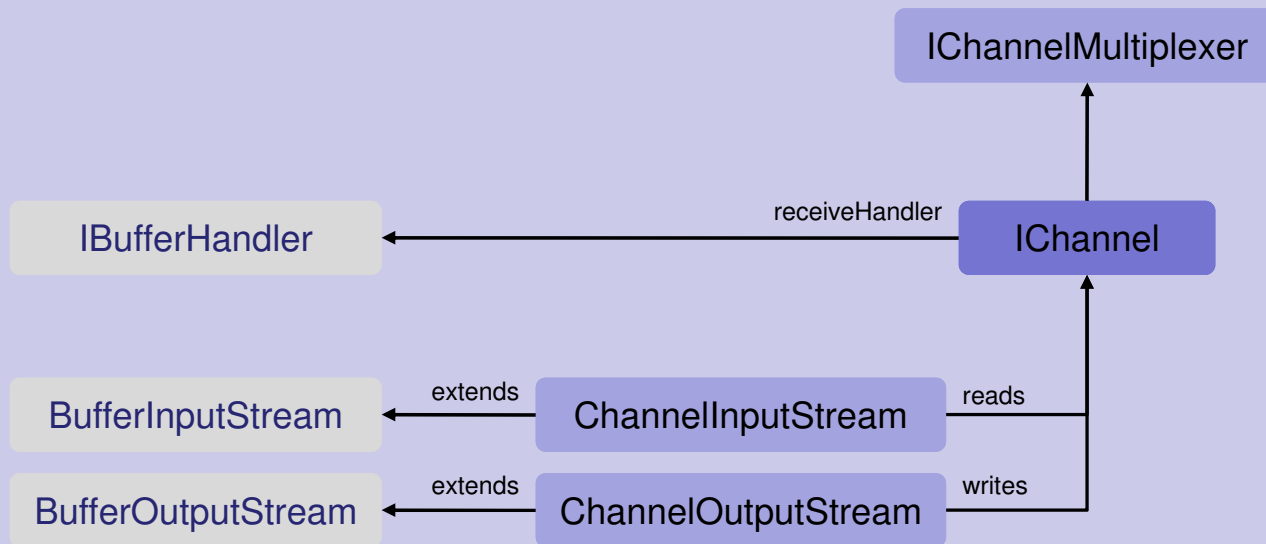 IChannelMultiplexer
receiveHandler
IBufferHandler
IChannel
extends
reads
BufferInputStream
ChannelInputStream
extends
writes
BufferOutputStream
ChannelOutputStream